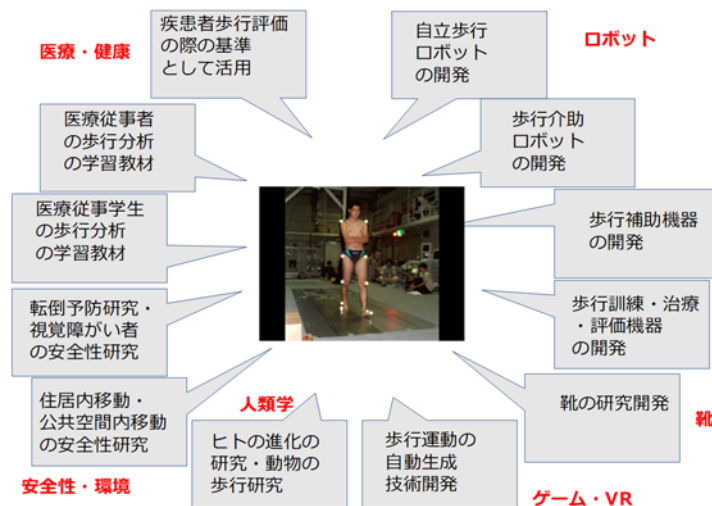 医療・健康
疾患者歩行評価
の際の基準
として活用
自立歩行
ロボット
の開発
ロボット
医療従事者
の歩行分析
の学習教材
歩行介助
ロボット
の開発
医療従事学生
の歩行分析
の学習教材
歩行補助機器
の開発
転倒予防研究・
視覚障がい者
の安全性研究
歩行訓練・治療
・評価機器
の開発
住居内移動・
公共空間内移動
の安全性研究
人類学
靴の研究開発
靴
ヒトの進化の
研究・動物の
歩行研究
歩行運動の
自動生成
技術開発
安全性・環境
ゲーム・VR